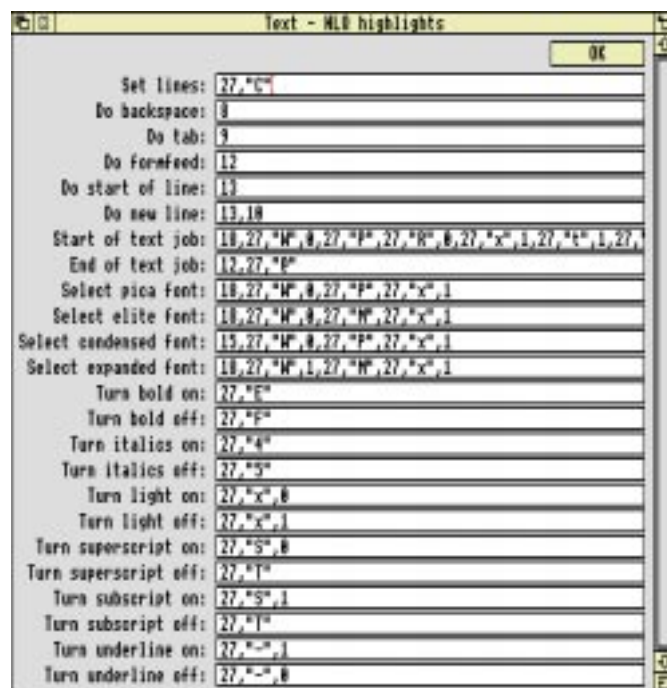 Text - NLQ highlights
OK
Set lines: 27,"C"
Do backspace: 8
Do tab: 9
Do formfeed: 12
Do start of line: 13
Do new line: 13,10
Start of text job: 18,27,"W",0,27,"P",27,"R",0,27,"x",1,27,"t",1,27,"
End of text job: 12,27,"@"
Select pica font: 18,27,"W",0,27,"P",27,"x",1
Select elite font: 18,27,"W",0,27,"M",27,"x",1
Select condensed font: 15,27,"W",0,27,"P",27,"x",1
Select expanded font: 18,27,"W",1,27,"M",27,"x",1
Turn bold on: 27,"E"
Turn bold off: 27,"F"
Turn italics on: 27,"4"
Turn italics off: 27,"5"
Turn light on: 27,"x",0
Turn light off: 27,"x",1
Turn superscript on: 27,"S",0
Turn superscript off: 27,"T"
Turn subscript on: 27,"S",1
Turn subscript off: 27,"T"
Turn underline on: 27,"-",1
Turn underline off: 27,"-",0